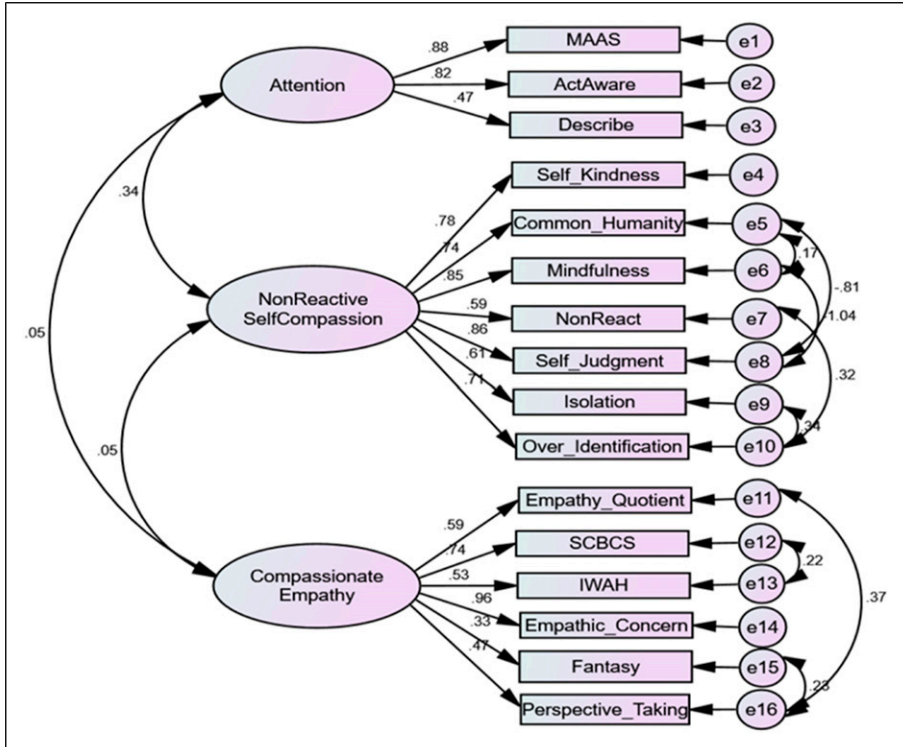 Attention
.88
MAAS
e1
.82
ActAware
e2
.47
Describe
e3
.34
NonReactive
SelfCompassion
.78
Self_Kindness
e4
.74
Common_Humanity
e5
.17
.85
Mindfulness
e6
-.81
.59
NonReact
e7
-1.04
.86
Self_Judgment
e8
.61
Isolation
e9
.32
.71
Over_Identification
e10
.34
.05
.05
Compassionate
Empathy
.59
Empathy_Quotient
e11
.74
SCBCS
e12
.22
.53
IWAH
e13
.37
.96
Empathic_Concern
e14
.33
Fantasy
e15
.23
.47
Perspective_Taking
e16